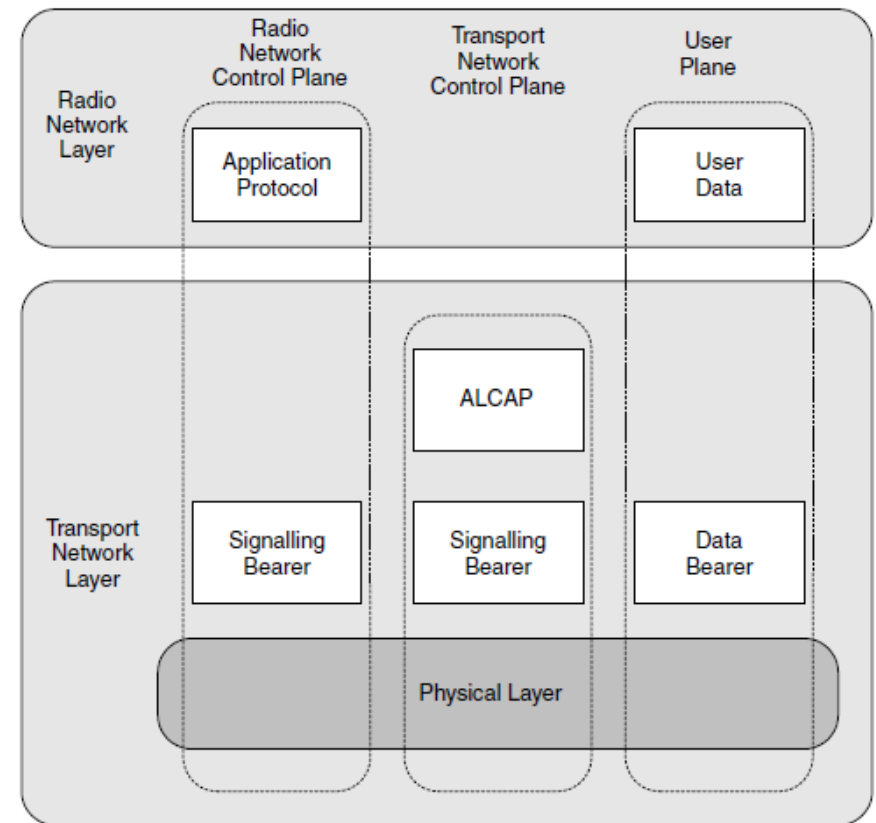 Radio
Network
Control Plane
Transport
Network
Control Plane
User
Plane
Radio
Network
Layer
Application
Protocol
User
Data
ALCAP
Transport
Network
Layer
Signalling
Bearer
Signalling
Bearer
Data
Bearer
Physical Layer